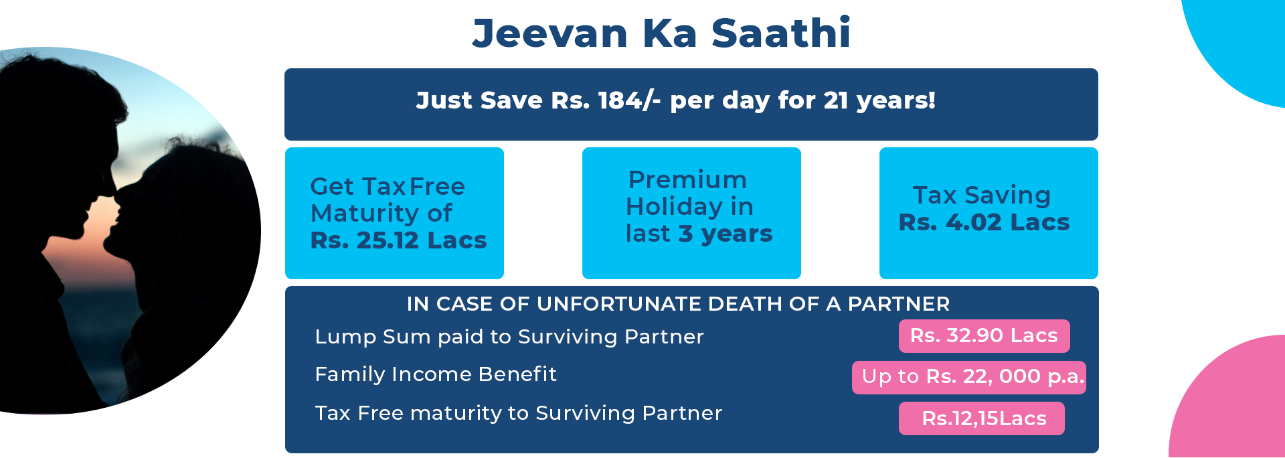 Jeevan Ka Saathi
Just Save Rs. 184/- per day for 21 years!
Get TaxFree
Maturity of
Rs. 25.12 Lacs
Premium
Holiday in
last 3 years
Tax Saving
Rs. 4.02 Lacs
IN CASE OF UNFORTUNATE DEATH OF A PARTNER
Lump Sum paid to Surviving Partner Rs. 32.90 Lacs
Family Income Benefit Up to Rs. 22, 000 p.a.
Tax Free maturity to Surviving Partner Rs.12,15Lacs